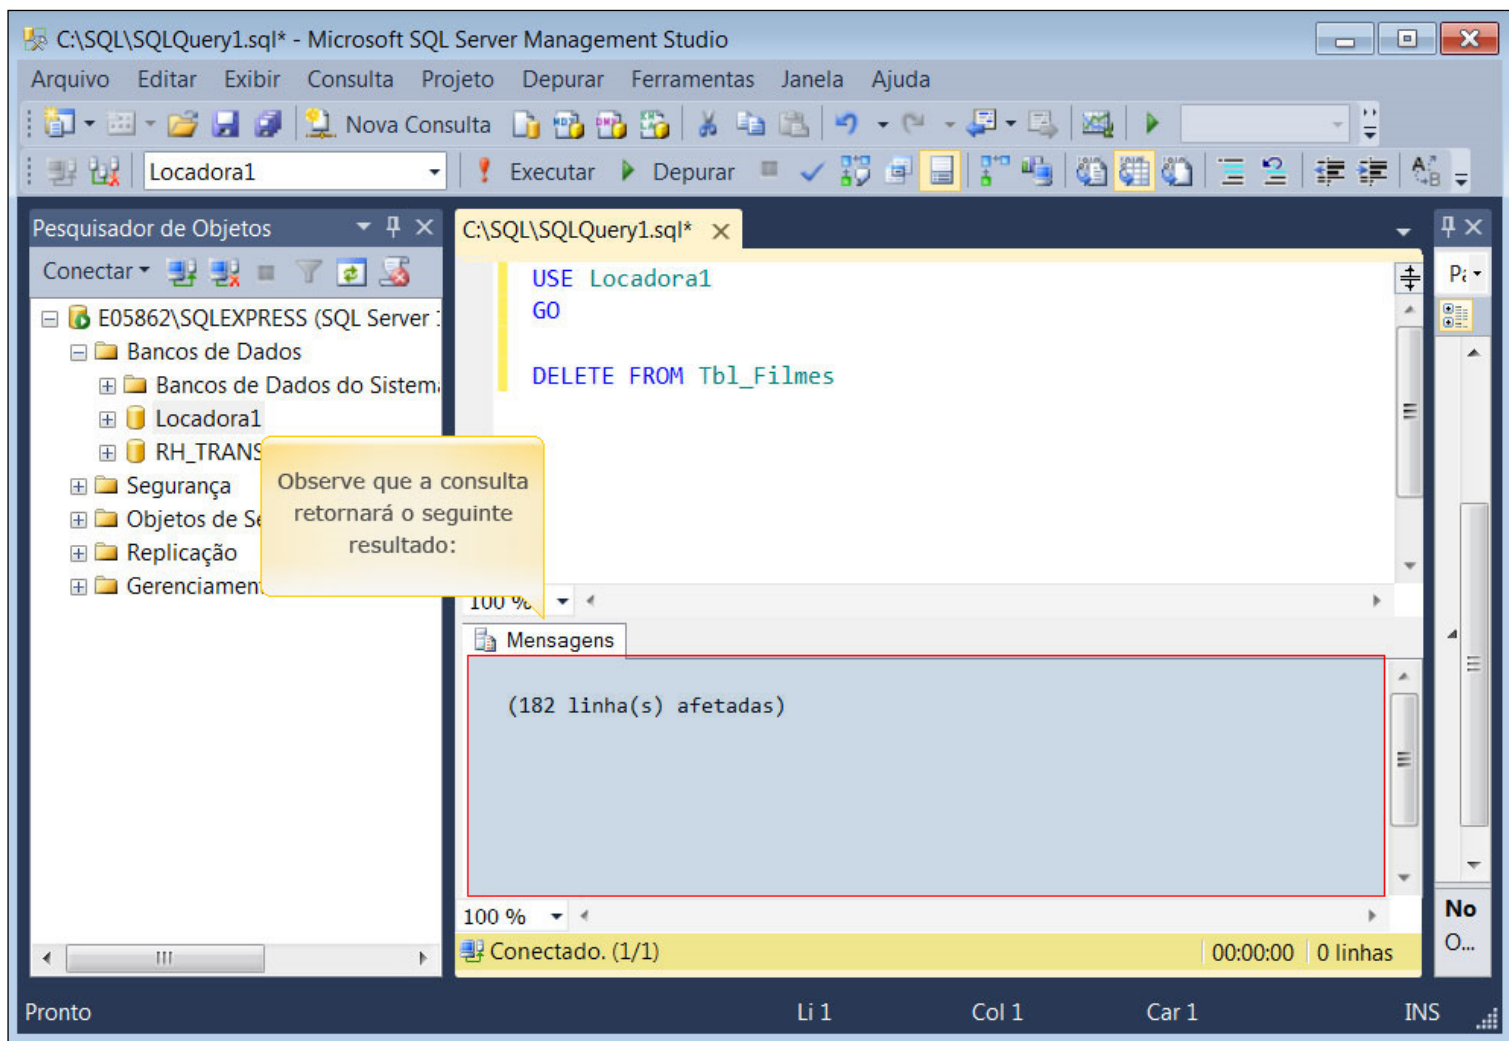 C:\SQL\SQLQuery1.sql* - Microsoft SQL Server Management Studio
Arquivo Editar Exibir Consulta Projeto Depurar Ferramentas Janela Ajuda
Nova Consulta
Locadora1 Executar Depurar
Pesquisador de Objetos
Conectar
E05862\SQLEXPRESS (SQL Server
Bancos de Dados
Bancos de Dados do Sistema
Locadora1
RH_TRANS
Segurança
Objetos de Se
Replicação
Gerenciamen
Observe que a consulta
retornará o seguinte
resultado:
C:\SQL\SQLQuery1.sql*
USE Locadora1
GO
DELETE FROM Tbl_Filmes
100 %
Mensagens
(182 linha(s) afetadas)
100 %
Conectado. (1/1) 00:00:00 0 linhas
No
O...
Pronto Li 1 Col 1 Car 1 INS